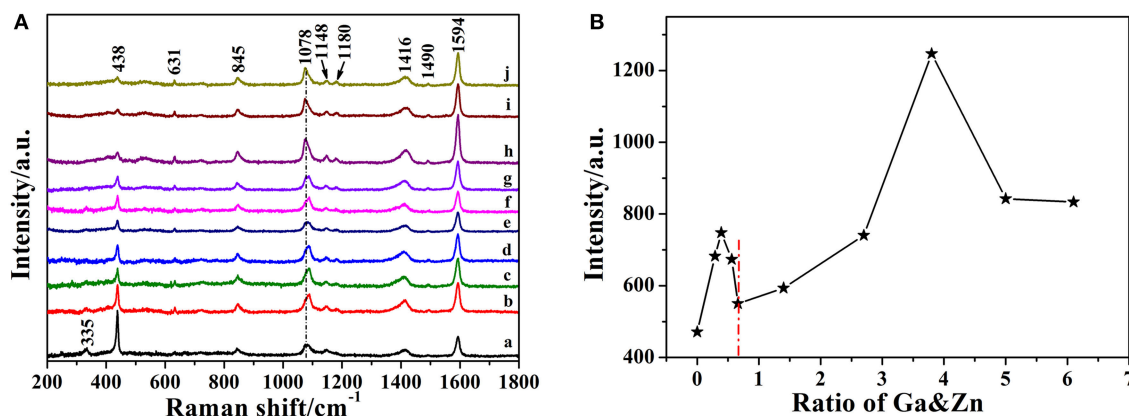 A
438
631
845
1078
1148
1180
1416
1490
1594
j
i
h
g
f
e
d
c
b
a
335
Intensity/a.u.
200 400 600 800 1000 1200 1400 1600 1800
Raman shift/cm⁻¹
B
1200
1000
800
600
400
Intensity/a.u.
0 1 2 3 4 5 6 7
Ratio of Ga&Zn